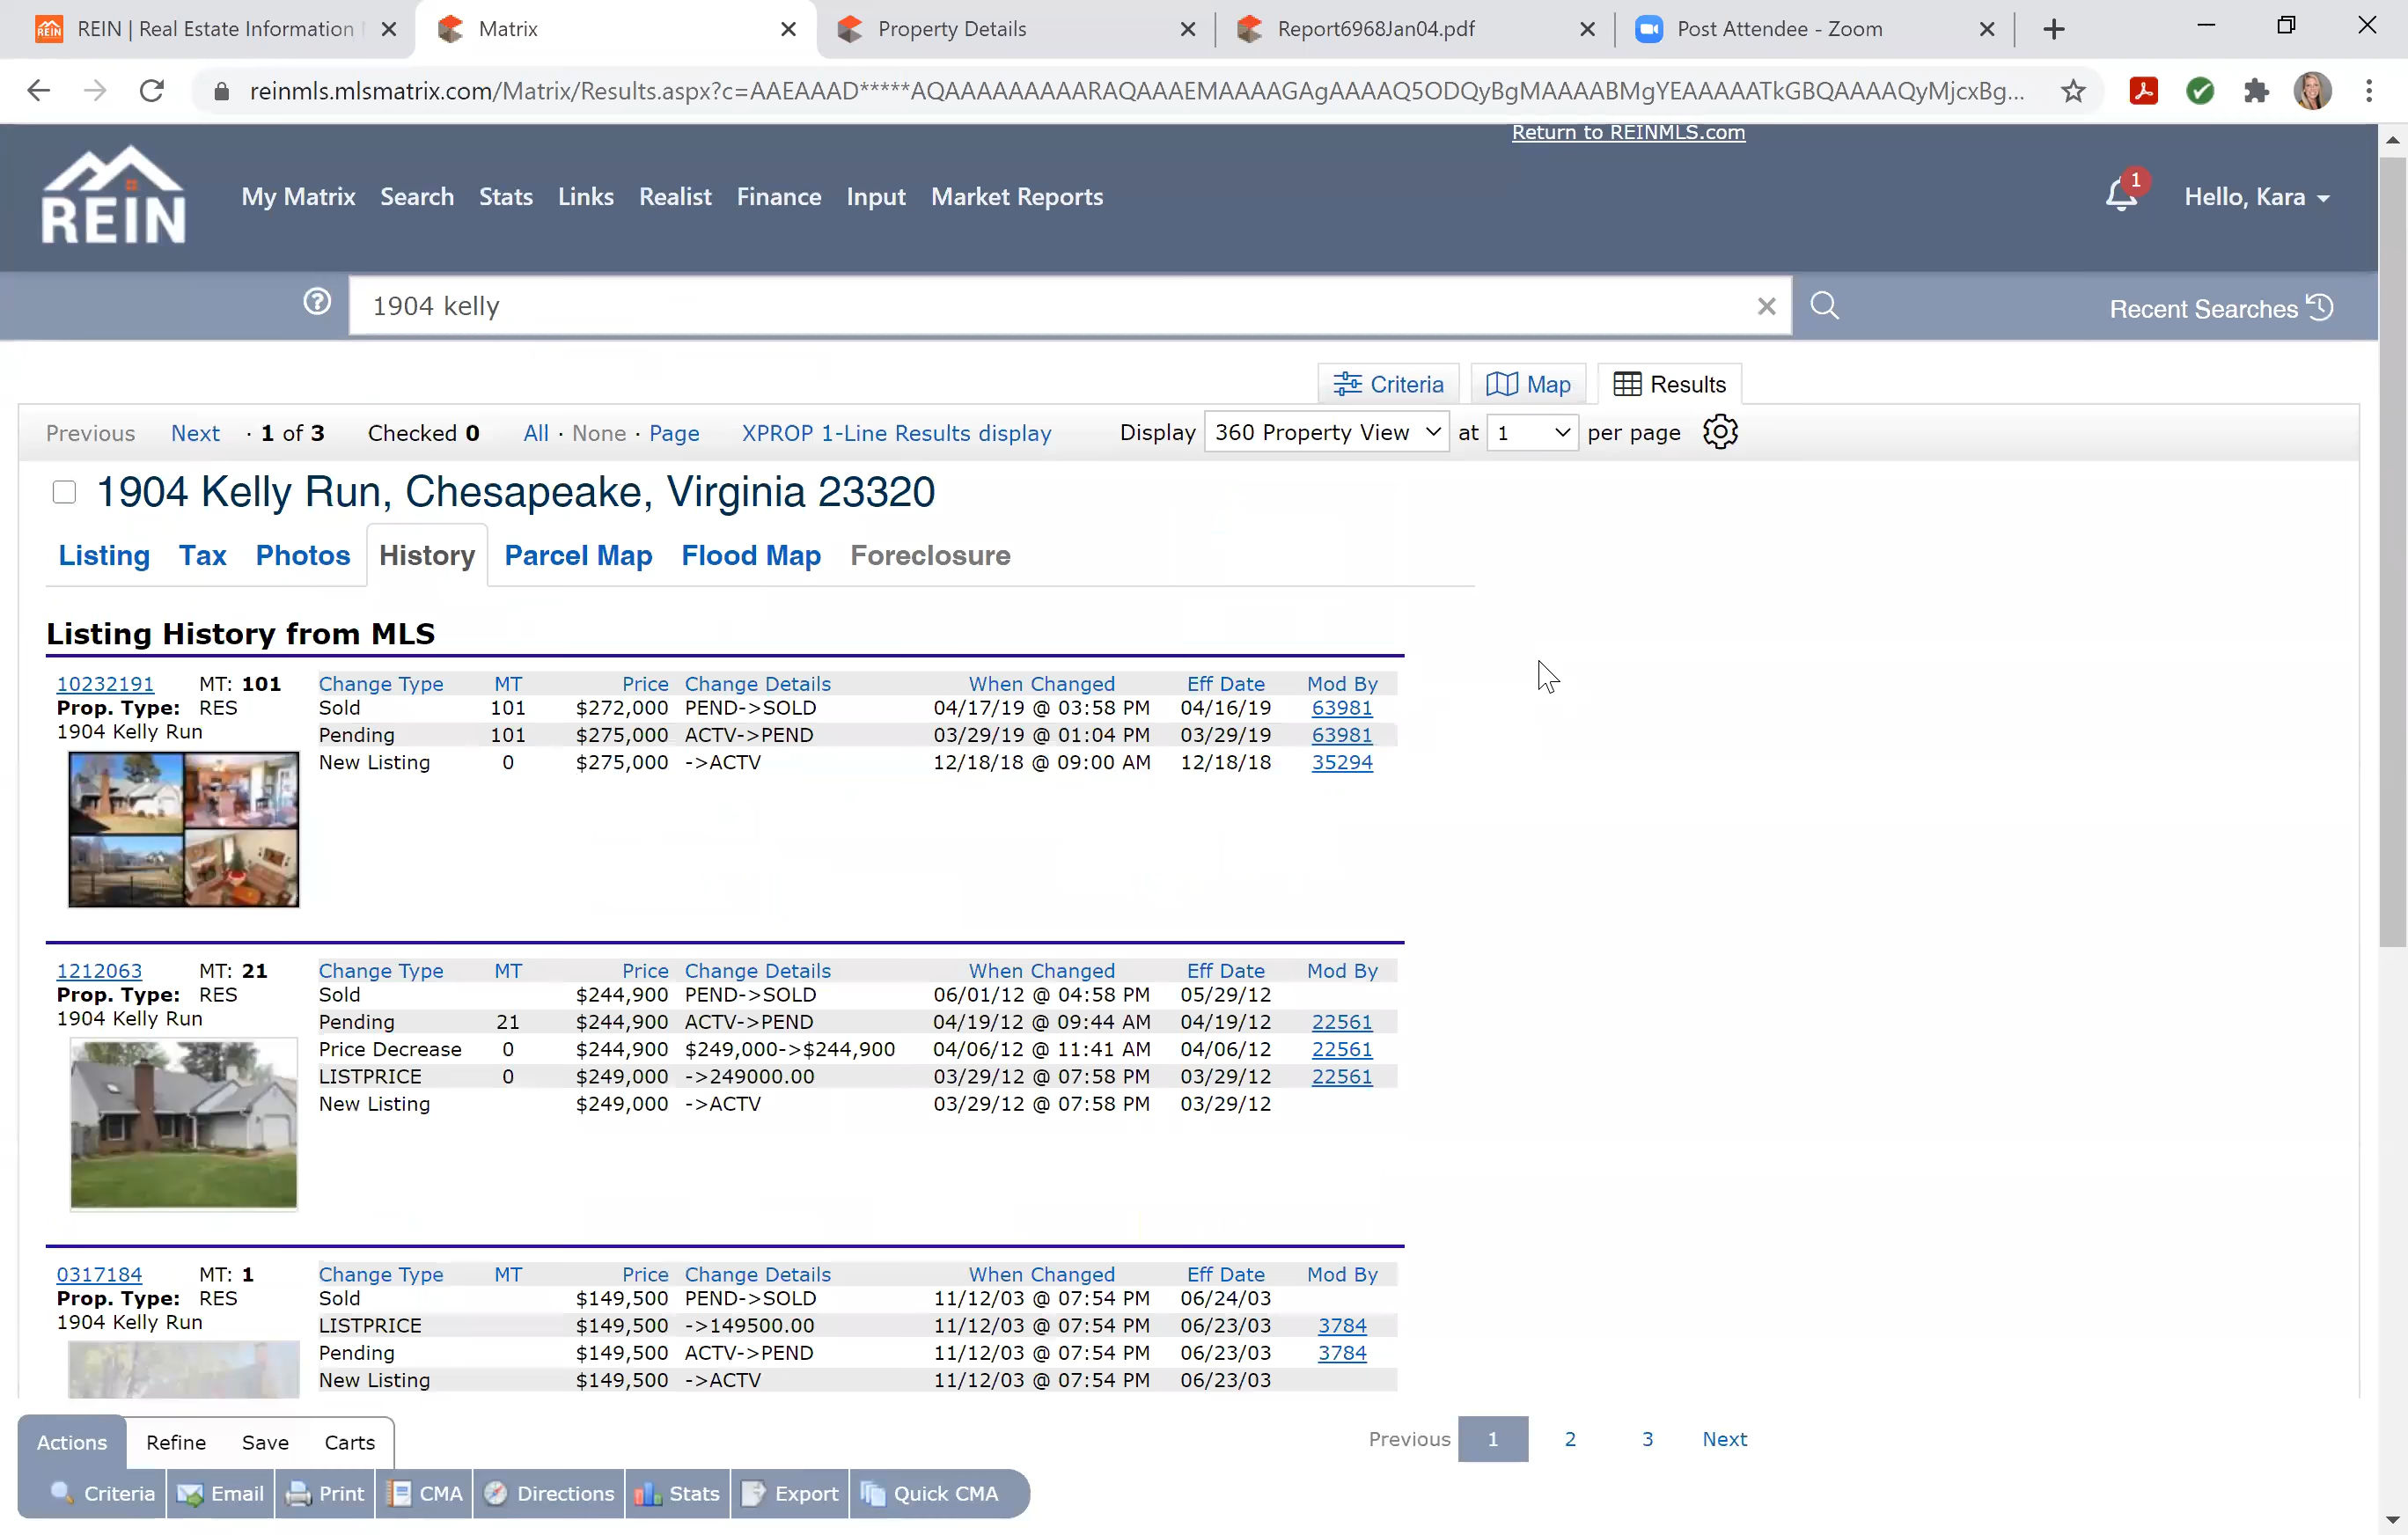 REIN | Real Estate Information
Matrix
Property Details
Report6968Jan04.pdf
Post Attendee - Zoom
reinmls.mlsmatrix.com/Matrix/Results.aspx?c=AAEAAAD*****AQAAAAAAAAARAQAAAEMAAAAGAgAAAAQ5ODQyBgMAAAABMgYEAAAAATkGBQAAAAQyMjcxBg...
Return to REINMLS.com
REIN
My Matrix Search Stats Links Realist Finance Input Market Reports
1
Hello, Kara
1904 kelly
Recent Searches
Criteria Map Results
Previous Next · 1 of 3 Checked 0 All · None · Page XPROP 1-Line Results display Display 360 Property View at 1 per page
1904 Kelly Run, Chesapeake, Virginia 23320
Listing Tax Photos History Parcel Map Flood Map Foreclosure
Listing History from MLS
10232191 MT: 101 Change Type MT Price Change Details When Changed Eff Date Mod By
Prop. Type: RES Sold 101 $272,000 PEND->SOLD 04/17/19 @ 03:58 PM 04/16/19 63981
1904 Kelly Run Pending 101 $275,000 ACTV->PEND 03/29/19 @ 01:04 PM 03/29/19 63981
New Listing 0 $275,000 ->ACTV 12/18/18 @ 09:00 AM 12/18/18 35294
1212063 MT: 21 Change Type MT Price Change Details When Changed Eff Date Mod By
Prop. Type: RES Sold $244,900 PEND->SOLD 06/01/12 @ 04:58 PM 05/29/12
1904 Kelly Run Pending 21 $244,900 ACTV->PEND 04/19/12 @ 09:44 AM 04/19/12 22561
Price Decrease 0 $244,900 $249,000->$244,900 04/06/12 @ 11:41 AM 04/06/12 22561
LISTPRICE 0 $249,000 ->249000.00 03/29/12 @ 07:58 PM 03/29/12 22561
New Listing $249,000 ->ACTV 03/29/12 @ 07:58 PM 03/29/12
0317184 MT: 1 Change Type MT Price Change Details When Changed Eff Date Mod By
Prop. Type: RES Sold $149,500 PEND->SOLD 11/12/03 @ 07:54 PM 06/24/03
1904 Kelly Run LISTPRICE $149,500 ->149500.00 11/12/03 @ 07:54 PM 06/23/03 3784
Pending $149,500 ACTV->PEND 11/12/03 @ 07:54 PM 06/23/03 3784
New Listing $149,500 ->ACTV 11/12/03 @ 07:54 PM 06/23/03
Actions Refine Save Carts
Previous 1 2 3 Next
Criteria Email Print CMA Directions Stats Export Quick CMA